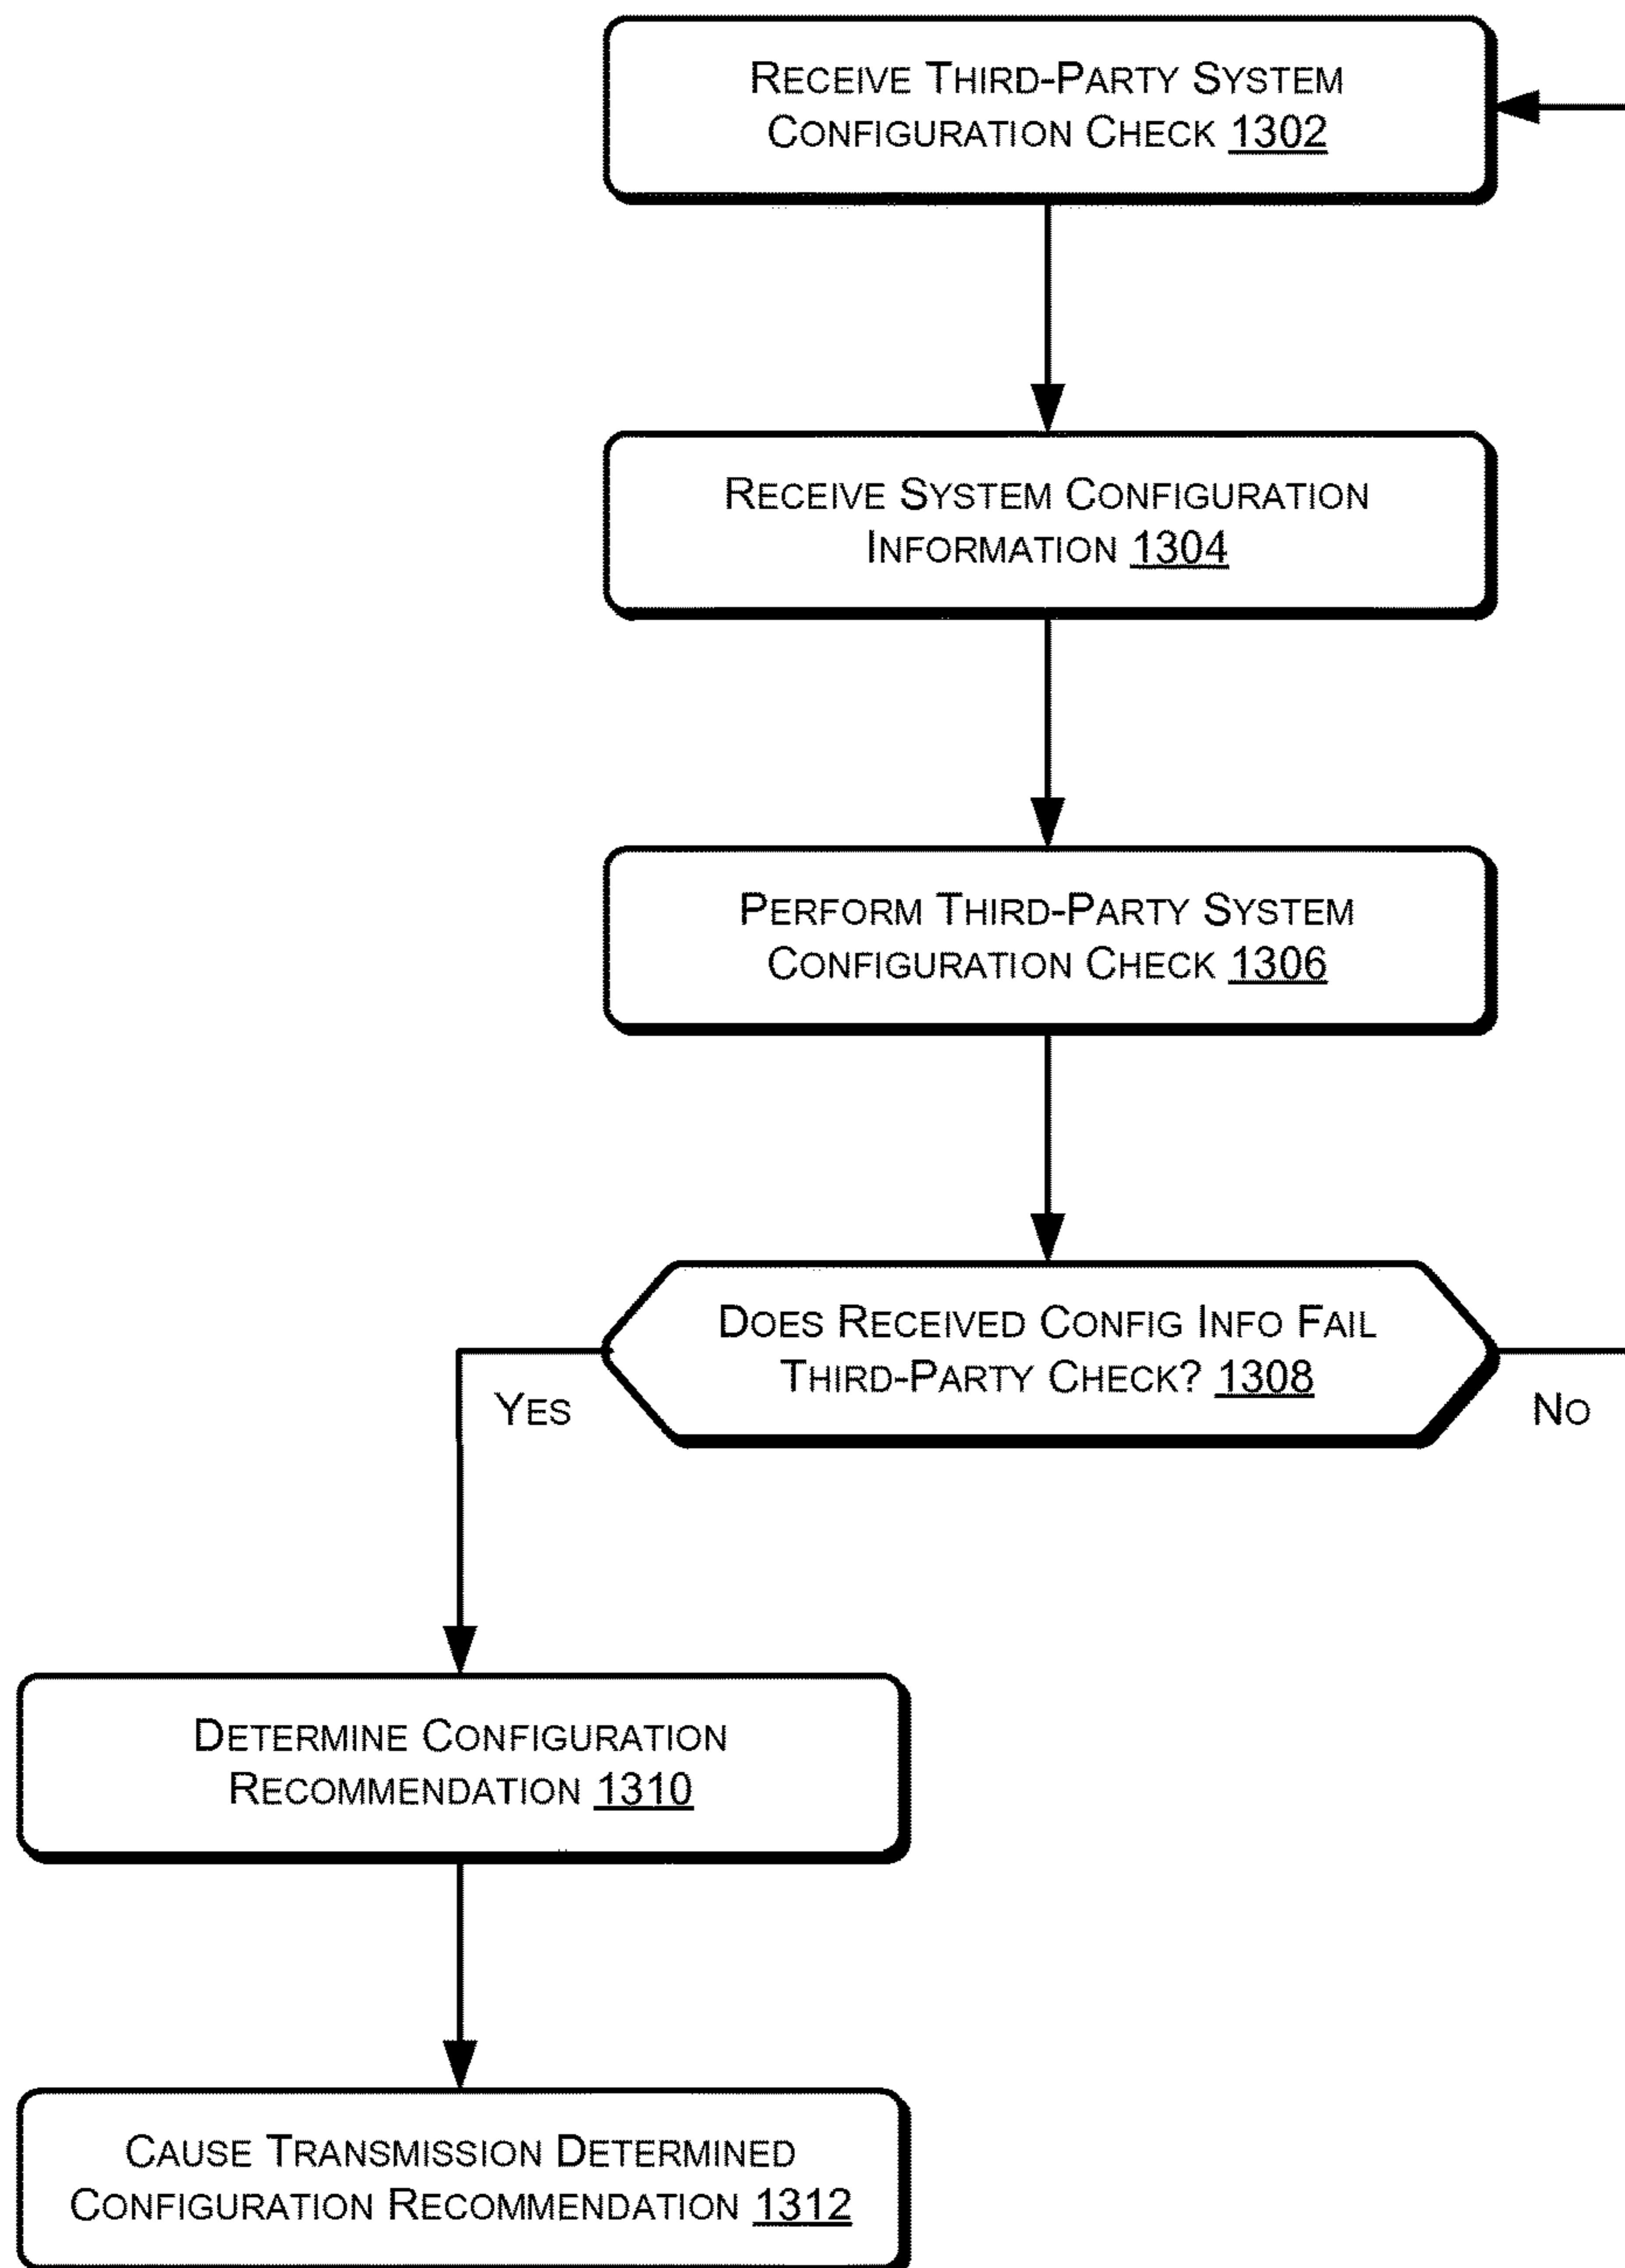 RECEIVE THIRD-PARTY SYSTEM
CONFIGURATION CHECK 1302
RECEIVE SYSTEM CONFIGURATION
INFORMATION 1304
PERFORM THIRD-PARTY SYSTEM
CONFIGURATION CHECK 1306
DOES RECEIVED CONFIG INFO FAIL
THIRD-PARTY CHECK? 1308
YES
NO
DETERMINE CONFIGURATION
RECOMMENDATION 1310
CAUSE TRANSMISSION DETERMINED
CONFIGURATION RECOMMENDATION 1312